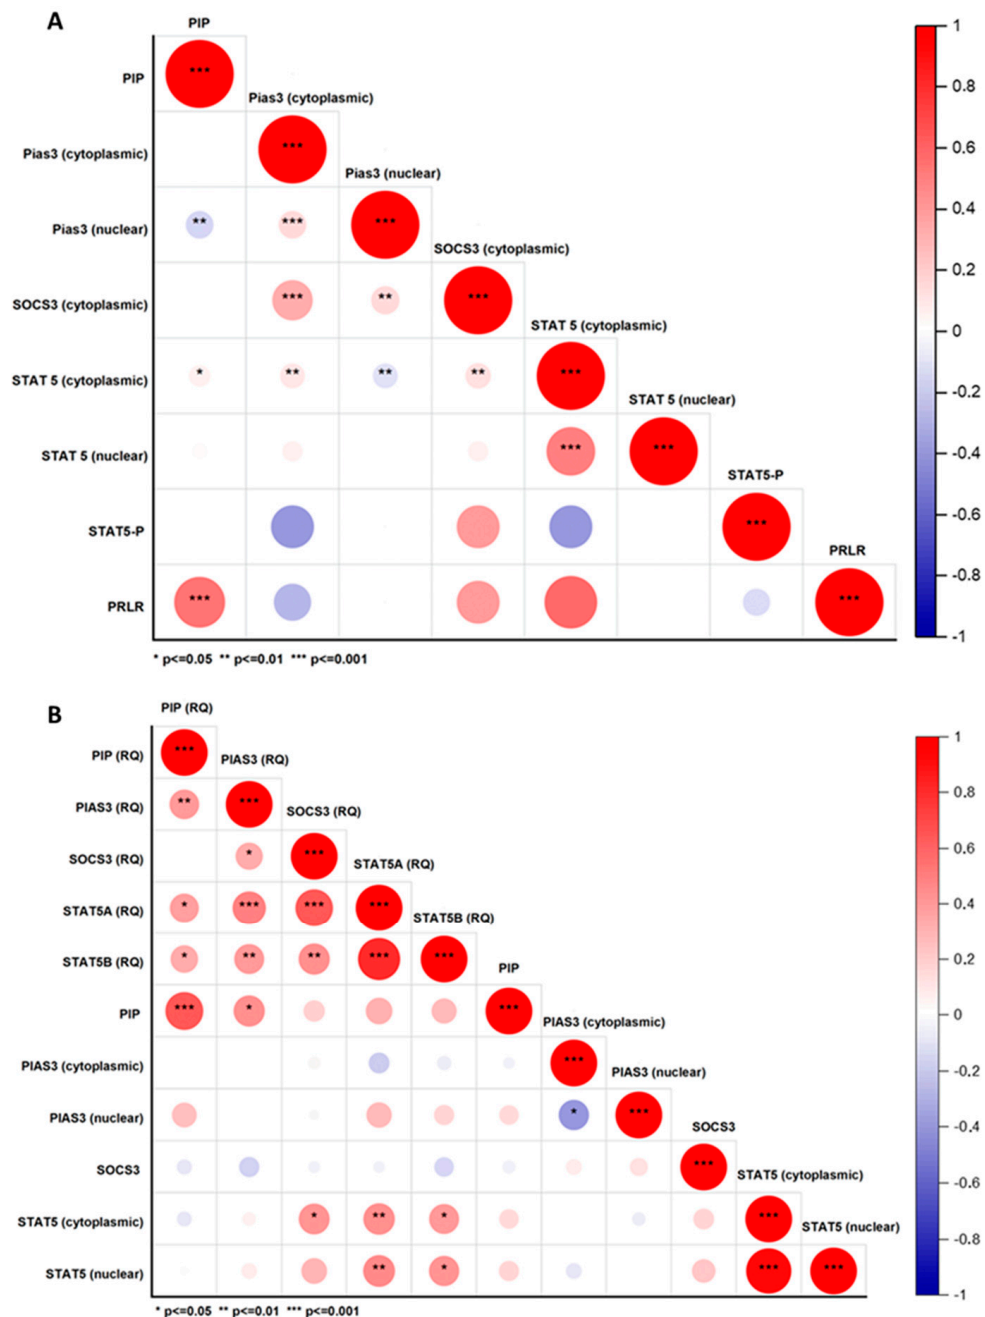 A
PIP
1
PIP
***
0.8
Pias3 (cytoplasmic)
Pias3 (cytoplasmic)
***
0.6
Pias3 (nuclear)
Pias3 (nuclear)
** *** ***
0.4
SOCS3 (cytoplasmic)
0.2
SOCS3 (cytoplasmic)
*** ** ***
STAT 5 (cytoplasmic)
0
STAT 5 (cytoplasmic)
* ** ** ** ***
-0.2
STAT 5 (nuclear)
STAT 5 (nuclear)
*** ***
-0.4
STAT5-P
STAT5-P
***
-0.6
PRLR
-0.8
PRLR
*** ***
-1
* p<=0.05 ** p<=0.01 *** p<=0.001
B
PIP (RQ)
1
PIP (RQ)
***
PIAS3 (RQ)
0.8
PIAS3 (RQ)
** ***
SOCS3 (RQ)
0.6
SOCS3 (RQ)
* ***
STAT5A (RQ)
0.4
STAT5A (RQ)
* *** *** ***
STAT5B (RQ)
0.2
STAT5B (RQ)
* ** ** *** ***
PIP
0
PIP
*** * ***
PIAS3 (cytoplasmic)
-0.2
PIAS3 (cytoplasmic)
***
PIAS3 (nuclear)
-0.4
PIAS3 (nuclear)
* ***
SOCS3
-0.6
SOCS3
***
STAT5 (cytoplasmic)
-0.8
STAT5 (cytoplasmic)
* ** * ***
STAT5 (nuclear)
STAT5 (nuclear)
** * *** ***
-1
* p<=0.05 ** p<=0.01 *** p<=0.001